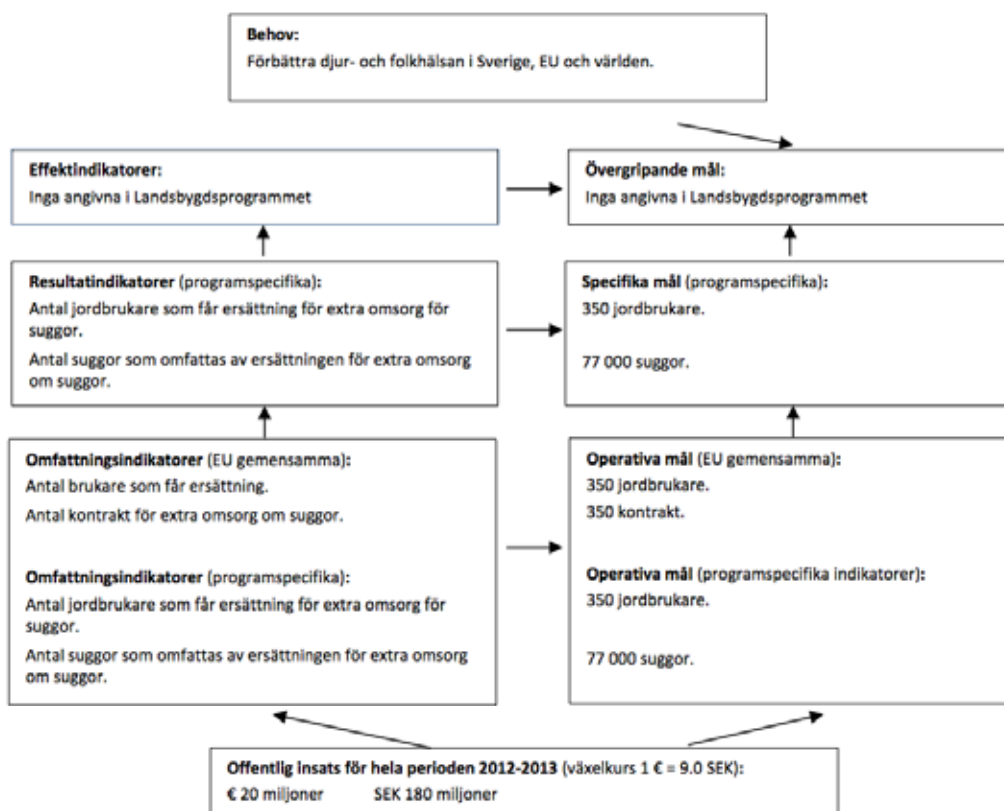 Behov:
Förbättra djur- och folkhälsan i Sverige, EU och världen.
Effektindikatorer:
Inga angivna i Landsbygdsprogrammet
Övergripande mål:
Inga angivna i Landsbygdsprogrammet
Resultatindikatorer (programspecifika):
Antal jordbrukare som får ersättning för extra omsorg för
suggor.
Antal suggor som omfattas av ersättningen för extra omsorg
om suggor.
Specifika mål (programspecifika):
350 jordbrukare.
77 000 suggor.
Omfattningsindikatorer (EU gemensamma):
Antal brukare som får ersättning.
Antal kontrakt för extra omsorg om suggor.
Omfattningsindikatorer (programspecifika):
Antal jordbrukare som får ersättning för extra omsorg för
suggor.
Antal suggor som omfattas av ersättningen för extra omsorg
om suggor.
Operativa mål (EU gemensamma):
350 jordbrukare.
350 kontrakt.
Operativa mål (programspecifika indikatorer):
350 jordbrukare.
77 000 suggor.
Offentlig insats för hela perioden 2012-2013 (växelkurs 1 € = 9.0 SEK):
€ 20 miljoner SEK 180 miljoner